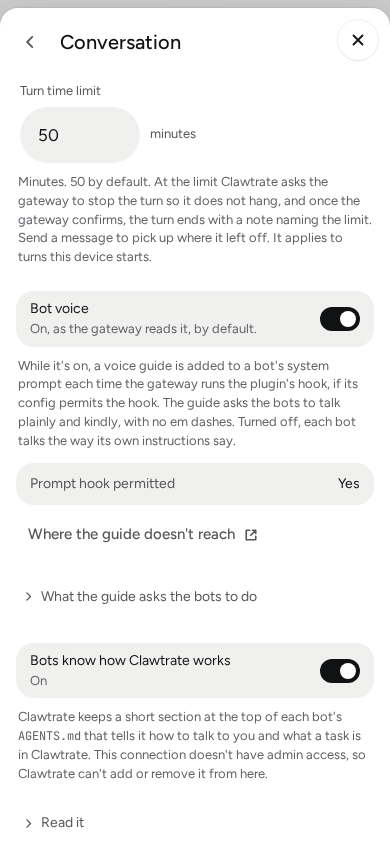 Conversation
Turn time limit
50
minutes
Minutes. 50 by default. At the limit Clawtrate asks the
gateway to stop the turn so it does not hang, and once the
gateway confirms, the turn ends with a note naming the limit.
Send a message to pick up where it left off. It applies to
turns this device starts.
Bot voice
On, as the gateway reads it, by default.
While it's on, a voice guide is added to a bot's system
prompt each time the gateway runs the plugin's hook, if its
config permits the hook. The guide asks the bots to talk
plainly and kindly, with no em dashes. Turned off, each bot
talks the way its own instructions say.
Prompt hook permitted
Yes
Where the guide doesn't reach
What the guide asks the bots to do
Bots know how Clawtrate works
On
Clawtrate keeps a short section at the top of each bot's
AGENTS.md that tells it how to talk to you and what a task is
in Clawtrate. This connection doesn't have admin access, so
Clawtrate can't add or remove it from here.
Read it